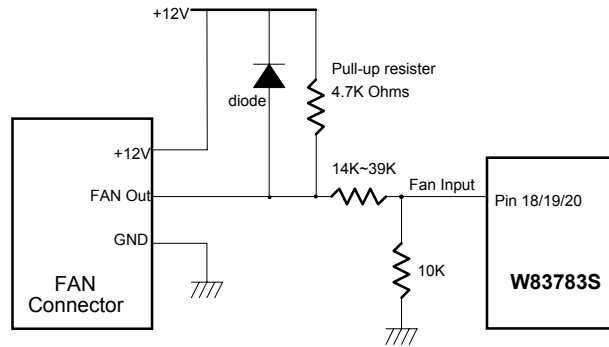 +12V
Pull-up resister
4.7K Ohms
diode
14K~39K
+12V
Fan Input
FAN Out
Pin 18/19/20
GND
10K
W83783S
FAN
Connector